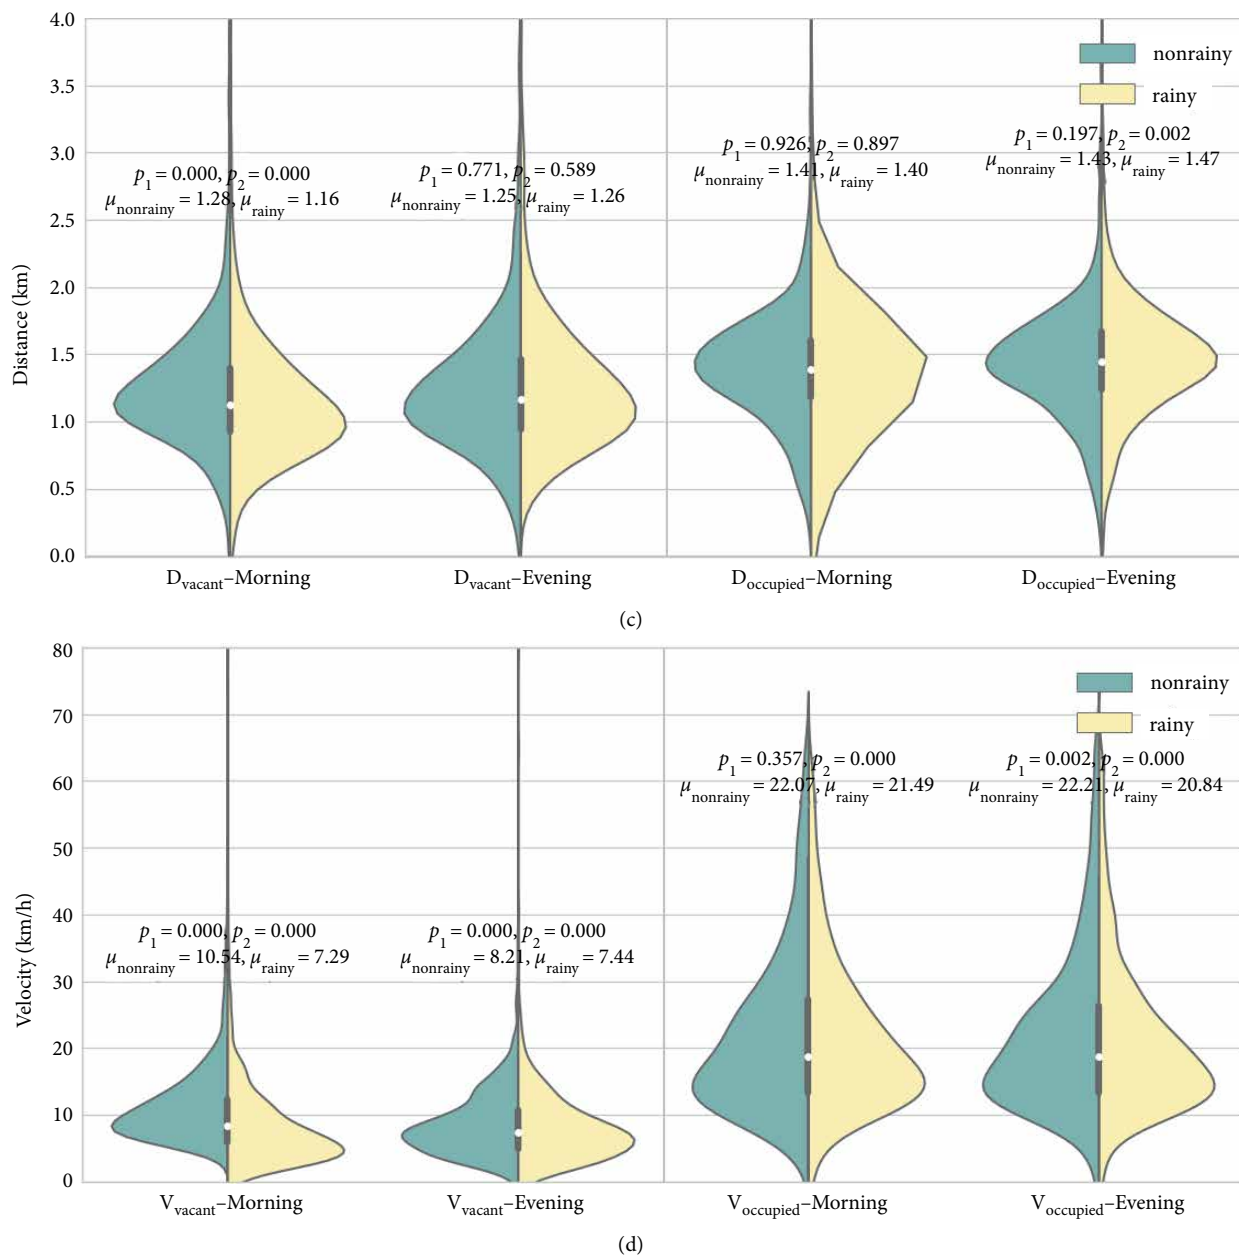 4.0
3.5
3.0
2.5
2.0
1.5
1.0
0.5
0.0
Distance (km)
nonrainy
rainy
p1 = 0.000, p2 = 0.000
μnonrainy = 1.28, μrainy = 1.16
p1 = 0.771, p2 = 0.589
μnonrainy = 1.25, μrainy = 1.26
p1 = 0.926, p2 = 0.897
μnonrainy = 1.41, μrainy = 1.40
p1 = 0.197, p2 = 0.002
μnonrainy = 1.43, μrainy = 1.47
Dvacant–Morning
Dvacant–Evening
Doccupied–Morning
Doccupied–Evening
(c)
80
70
60
50
40
30
20
10
0
Velocity (km/h)
nonrainy
rainy
p1 = 0.000, p2 = 0.000
μnonrainy = 10.54, μrainy = 7.29
p1 = 0.000, p2 = 0.000
μnonrainy = 8.21, μrainy = 7.44
p1 = 0.357, p2 = 0.000
μnonrainy = 22.07, μrainy = 21.49
p1 = 0.002, p2 = 0.000
μnonrainy = 22.21, μrainy = 20.84
Vvacant–Morning
Vvacant–Evening
Voccupied–Morning
Voccupied–Evening
(d)